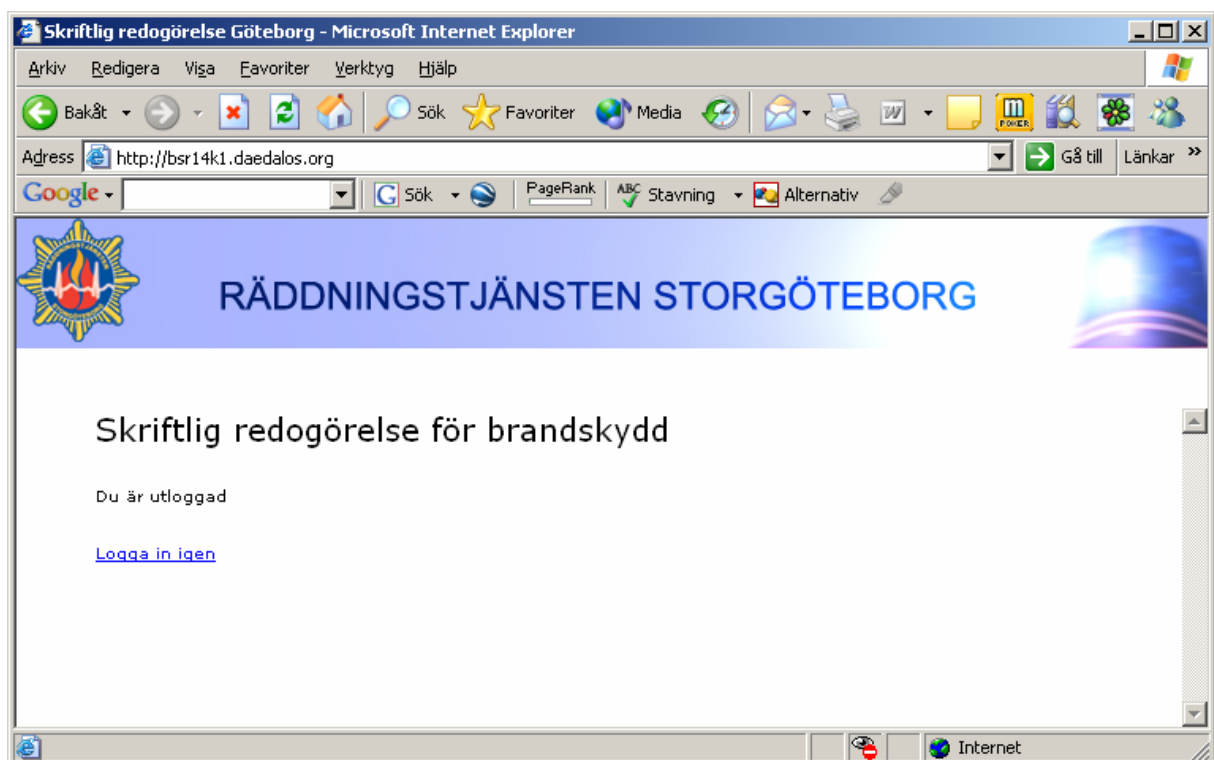 Skriftlig redogörelse Göteborg - Microsoft Internet Explorer
Arkiv Redigera Visa Favoriter Verktyg Hjälp
Bakåt Sök Favoriter Media POKER
Adress http://bsr14k1.daedalos.org Gå till Länkar »
Google Sök PageRank ABC Stavning Alternativ
RÄDDNINGSTJÄNSTEN STORGÖTEBORG
Skriftlig redogörelse för brandskydd
Du är utloggad
Logga in igen
Internet